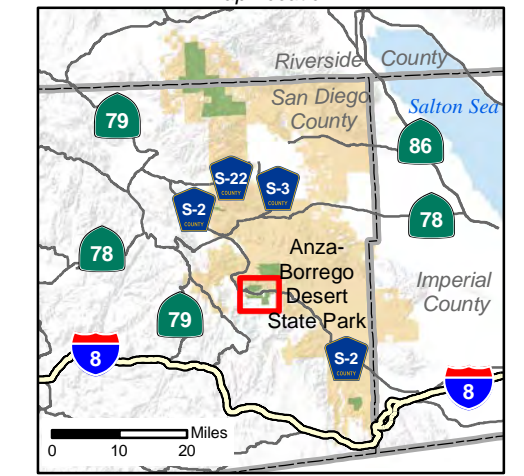 Riverside County
San Diego
County
Salton Sea
79
86
S-22
COUNTY
S-3
COUNTY
S-2
COUNTY
78
78
Anza-
Borrego
Desert
State Park
Imperial
County
79
S-2
COUNTY
8
8
Miles
0 10 20